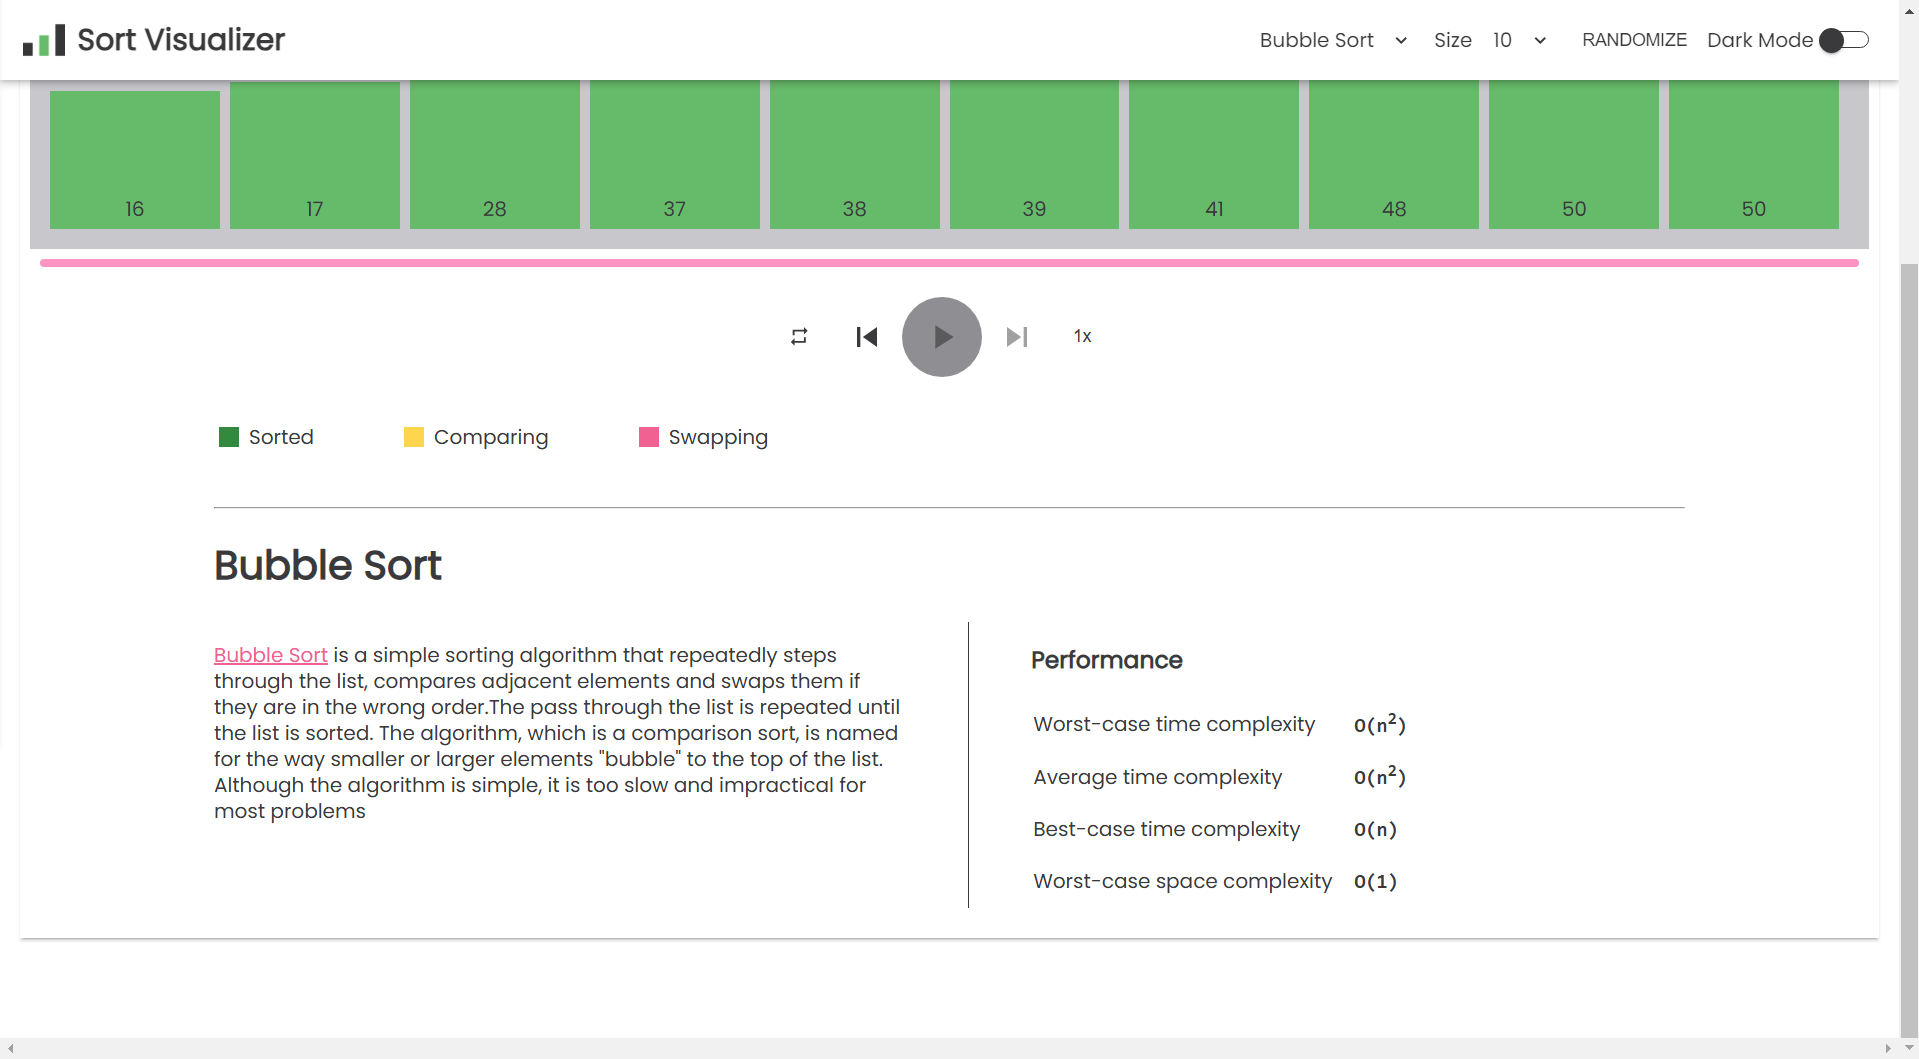 Sort Visualizer
Bubble Sort Size 10 RANDOMIZE Dark Mode
16 17 28 37 38 39 41 48 50 50
1x
Sorted Comparing Swapping
Bubble Sort
Bubble Sort is a simple sorting algorithm that repeatedly steps
through the list, compares adjacent elements and swaps them if
they are in the wrong order.The pass through the list is repeated until
the list is sorted. The algorithm, which is a comparison sort, is named
for the way smaller or larger elements "bubble" to the top of the list.
Although the algorithm is simple, it is too slow and impractical for
most problems
Performance
Worst-case time complexity O(n²)
Average time complexity O(n²)
Best-case time complexity O(n)
Worst-case space complexity O(1)